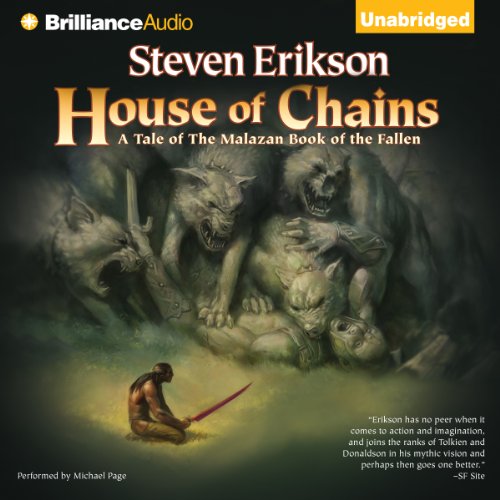 BrillianceAudio
Unabridged
Steven Erikson
House of Chains
A Tale of The Malazan Book of the Fallen
"Erikson has no peer when it
comes to action and imagination,
and joins the ranks of Tolkien and
Donaldson in his mythic vision and
perhaps then goes one better."
–SF Site
Performed by Michael Page